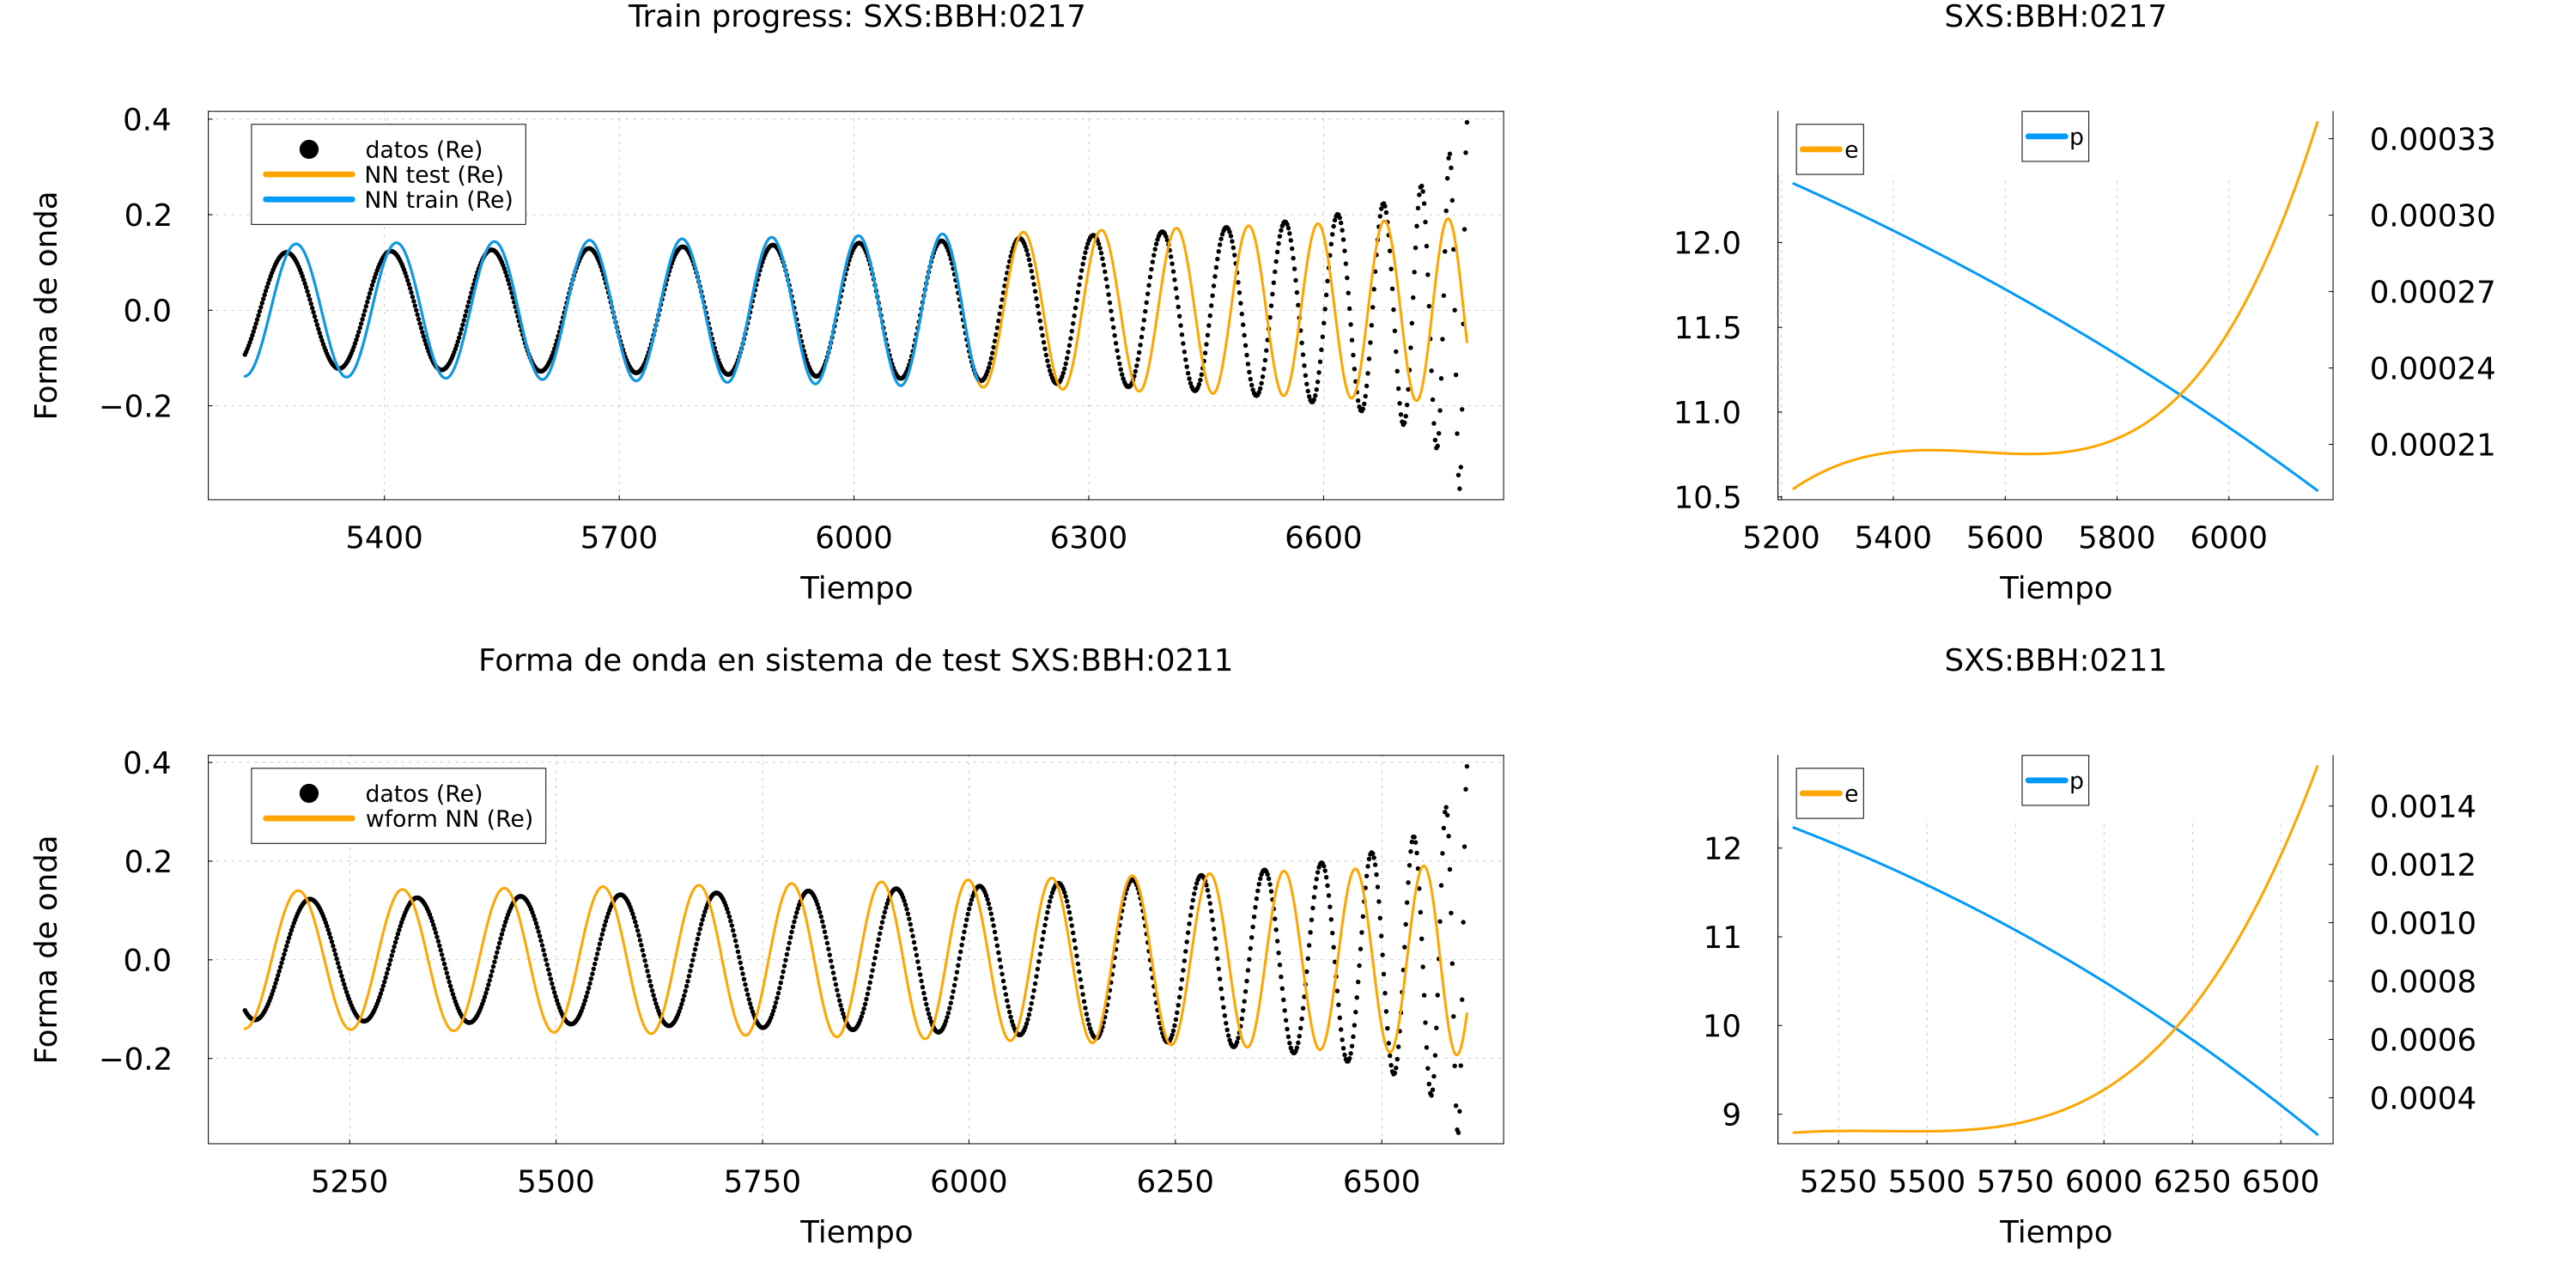 Train progress: SXS:BBH:0217
0.4
0.2
0.0
−0.2
Forma de onda
datos (Re)
NN test (Re)
NN train (Re)
5400 5700 6000 6300 6600
Tiempo
SXS:BBH:0217
e
p
12.0
11.5
11.0
10.5
0.00033
0.00030
0.00027
0.00024
0.00021
5200 5400 5600 5800 6000
Tiempo
Forma de onda en sistema de test SXS:BBH:0211
0.4
0.2
0.0
−0.2
Forma de onda
datos (Re)
wform NN (Re)
5250 5500 5750 6000 6250 6500
Tiempo
SXS:BBH:0211
e
p
12
11
10
9
0.0014
0.0012
0.0010
0.0008
0.0006
0.0004
5250 5500 5750 6000 6250 6500
Tiempo